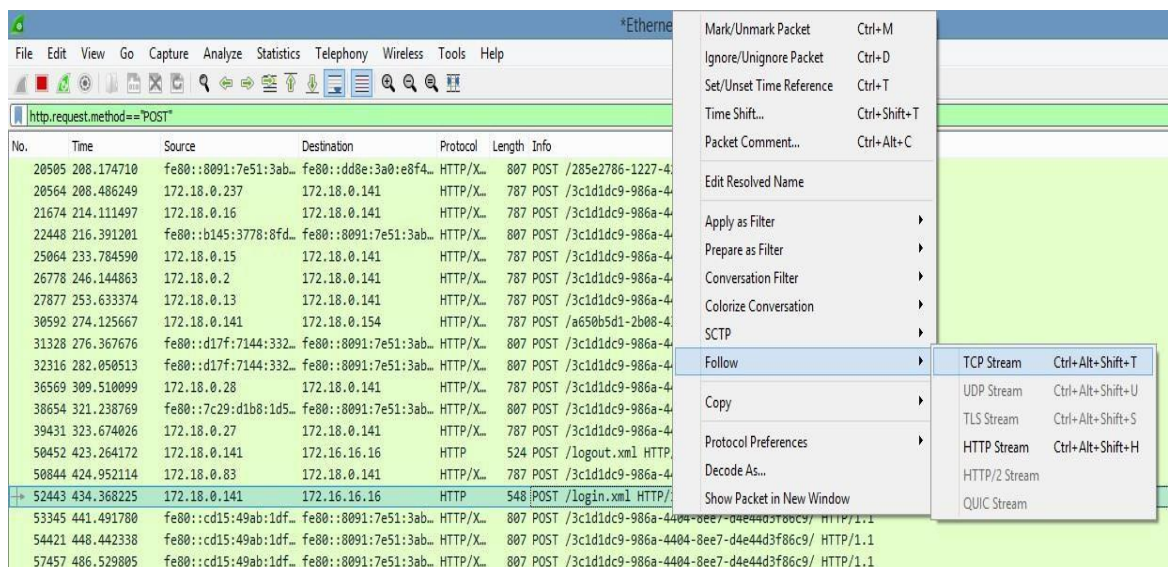 *Etherne
File Edit View Go Capture Analyze Statistics Telephony Wireless Tools Help
http.request.method=="POST"
No. Time Source Destination Protocol Length Info
20505 208.174710 fe80::8091:7e51:3ab… fe80::dd8e:3a0:e8f4… HTTP/X… 807 POST /285e2786-1227-4
20564 208.486249 172.18.0.237 172.18.0.141 HTTP/X… 787 POST /3c1d1dc9-986a-4
21674 214.111497 172.18.0.16 172.18.0.141 HTTP/X… 787 POST /3c1d1dc9-986a-4
22448 216.391201 fe80::b145:3778:8fd… fe80::8091:7e51:3ab… HTTP/X… 807 POST /3c1d1dc9-986a-4
25064 233.784590 172.18.0.15 172.18.0.141 HTTP/X… 787 POST /3c1d1dc9-986a-4
26778 246.144863 172.18.0.2 172.18.0.141 HTTP/X… 787 POST /3c1d1dc9-986a-4
27877 253.633374 172.18.0.13 172.18.0.141 HTTP/X… 787 POST /3c1d1dc9-986a-4
30592 274.125667 172.18.0.141 172.18.0.154 HTTP/X… 787 POST /a650b5d1-2b08-4
31328 276.367676 fe80::d17f:7144:332… fe80::8091:7e51:3ab… HTTP/X… 807 POST /3c1d1dc9-986a-4
32316 282.050513 fe80::d17f:7144:332… fe80::8091:7e51:3ab… HTTP/X… 807 POST /3c1d1dc9-986a-4
36569 309.510099 172.18.0.28 172.18.0.141 HTTP/X… 787 POST /3c1d1dc9-986a-4
38654 321.238769 fe80::7c29:d1b8:1d5… fe80::8091:7e51:3ab… HTTP/X… 807 POST /3c1d1dc9-986a-4
39431 323.674026 172.18.0.27 172.18.0.141 HTTP/X… 787 POST /3c1d1dc9-986a-4
50452 423.264172 172.18.0.141 172.16.16.16 HTTP 524 POST /logout.xml HTTP/
50844 424.952114 172.18.0.83 172.18.0.141 HTTP/X… 787 POST /3c1d1dc9-986a-4
52443 434.368225 172.18.0.141 172.16.16.16 HTTP 548 POST /login.xml HTTP/
53345 441.491780 fe80::cd15:49ab:1df… fe80::8091:7e51:3ab… HTTP/X… 807 POST /3c1d1dc9-986a-4404-8ee7-d4e44d3f86c9/ HTTP/1.1
54421 448.442338 fe80::cd15:49ab:1df… fe80::8091:7e51:3ab… HTTP/X… 807 POST /3c1d1dc9-986a-4404-8ee7-d4e44d3f86c9/ HTTP/1.1
57457 486.529805 fe80::cd15:49ab:1df… fe80::8091:7e51:3ab… HTTP/X… 807 POST /3c1d1dc9-986a-4404-8ee7-d4e44d3f86c9/ HTTP/1.1
Mark/Unmark Packet Ctrl+M
Ignore/Unignore Packet Ctrl+D
Set/Unset Time Reference Ctrl+T
Time Shift... Ctrl+Shift+T
Packet Comment... Ctrl+Alt+C
Edit Resolved Name
Apply as Filter
Prepare as Filter
Conversation Filter
Colorize Conversation
SCTP
Follow
Copy
Protocol Preferences
Decode As...
Show Packet in New Window
TCP Stream Ctrl+Alt+Shift+T
UDP Stream Ctrl+Alt+Shift+U
TLS Stream Ctrl+Alt+Shift+S
HTTP Stream Ctrl+Alt+Shift+H
HTTP/2 Stream
QUIC Stream